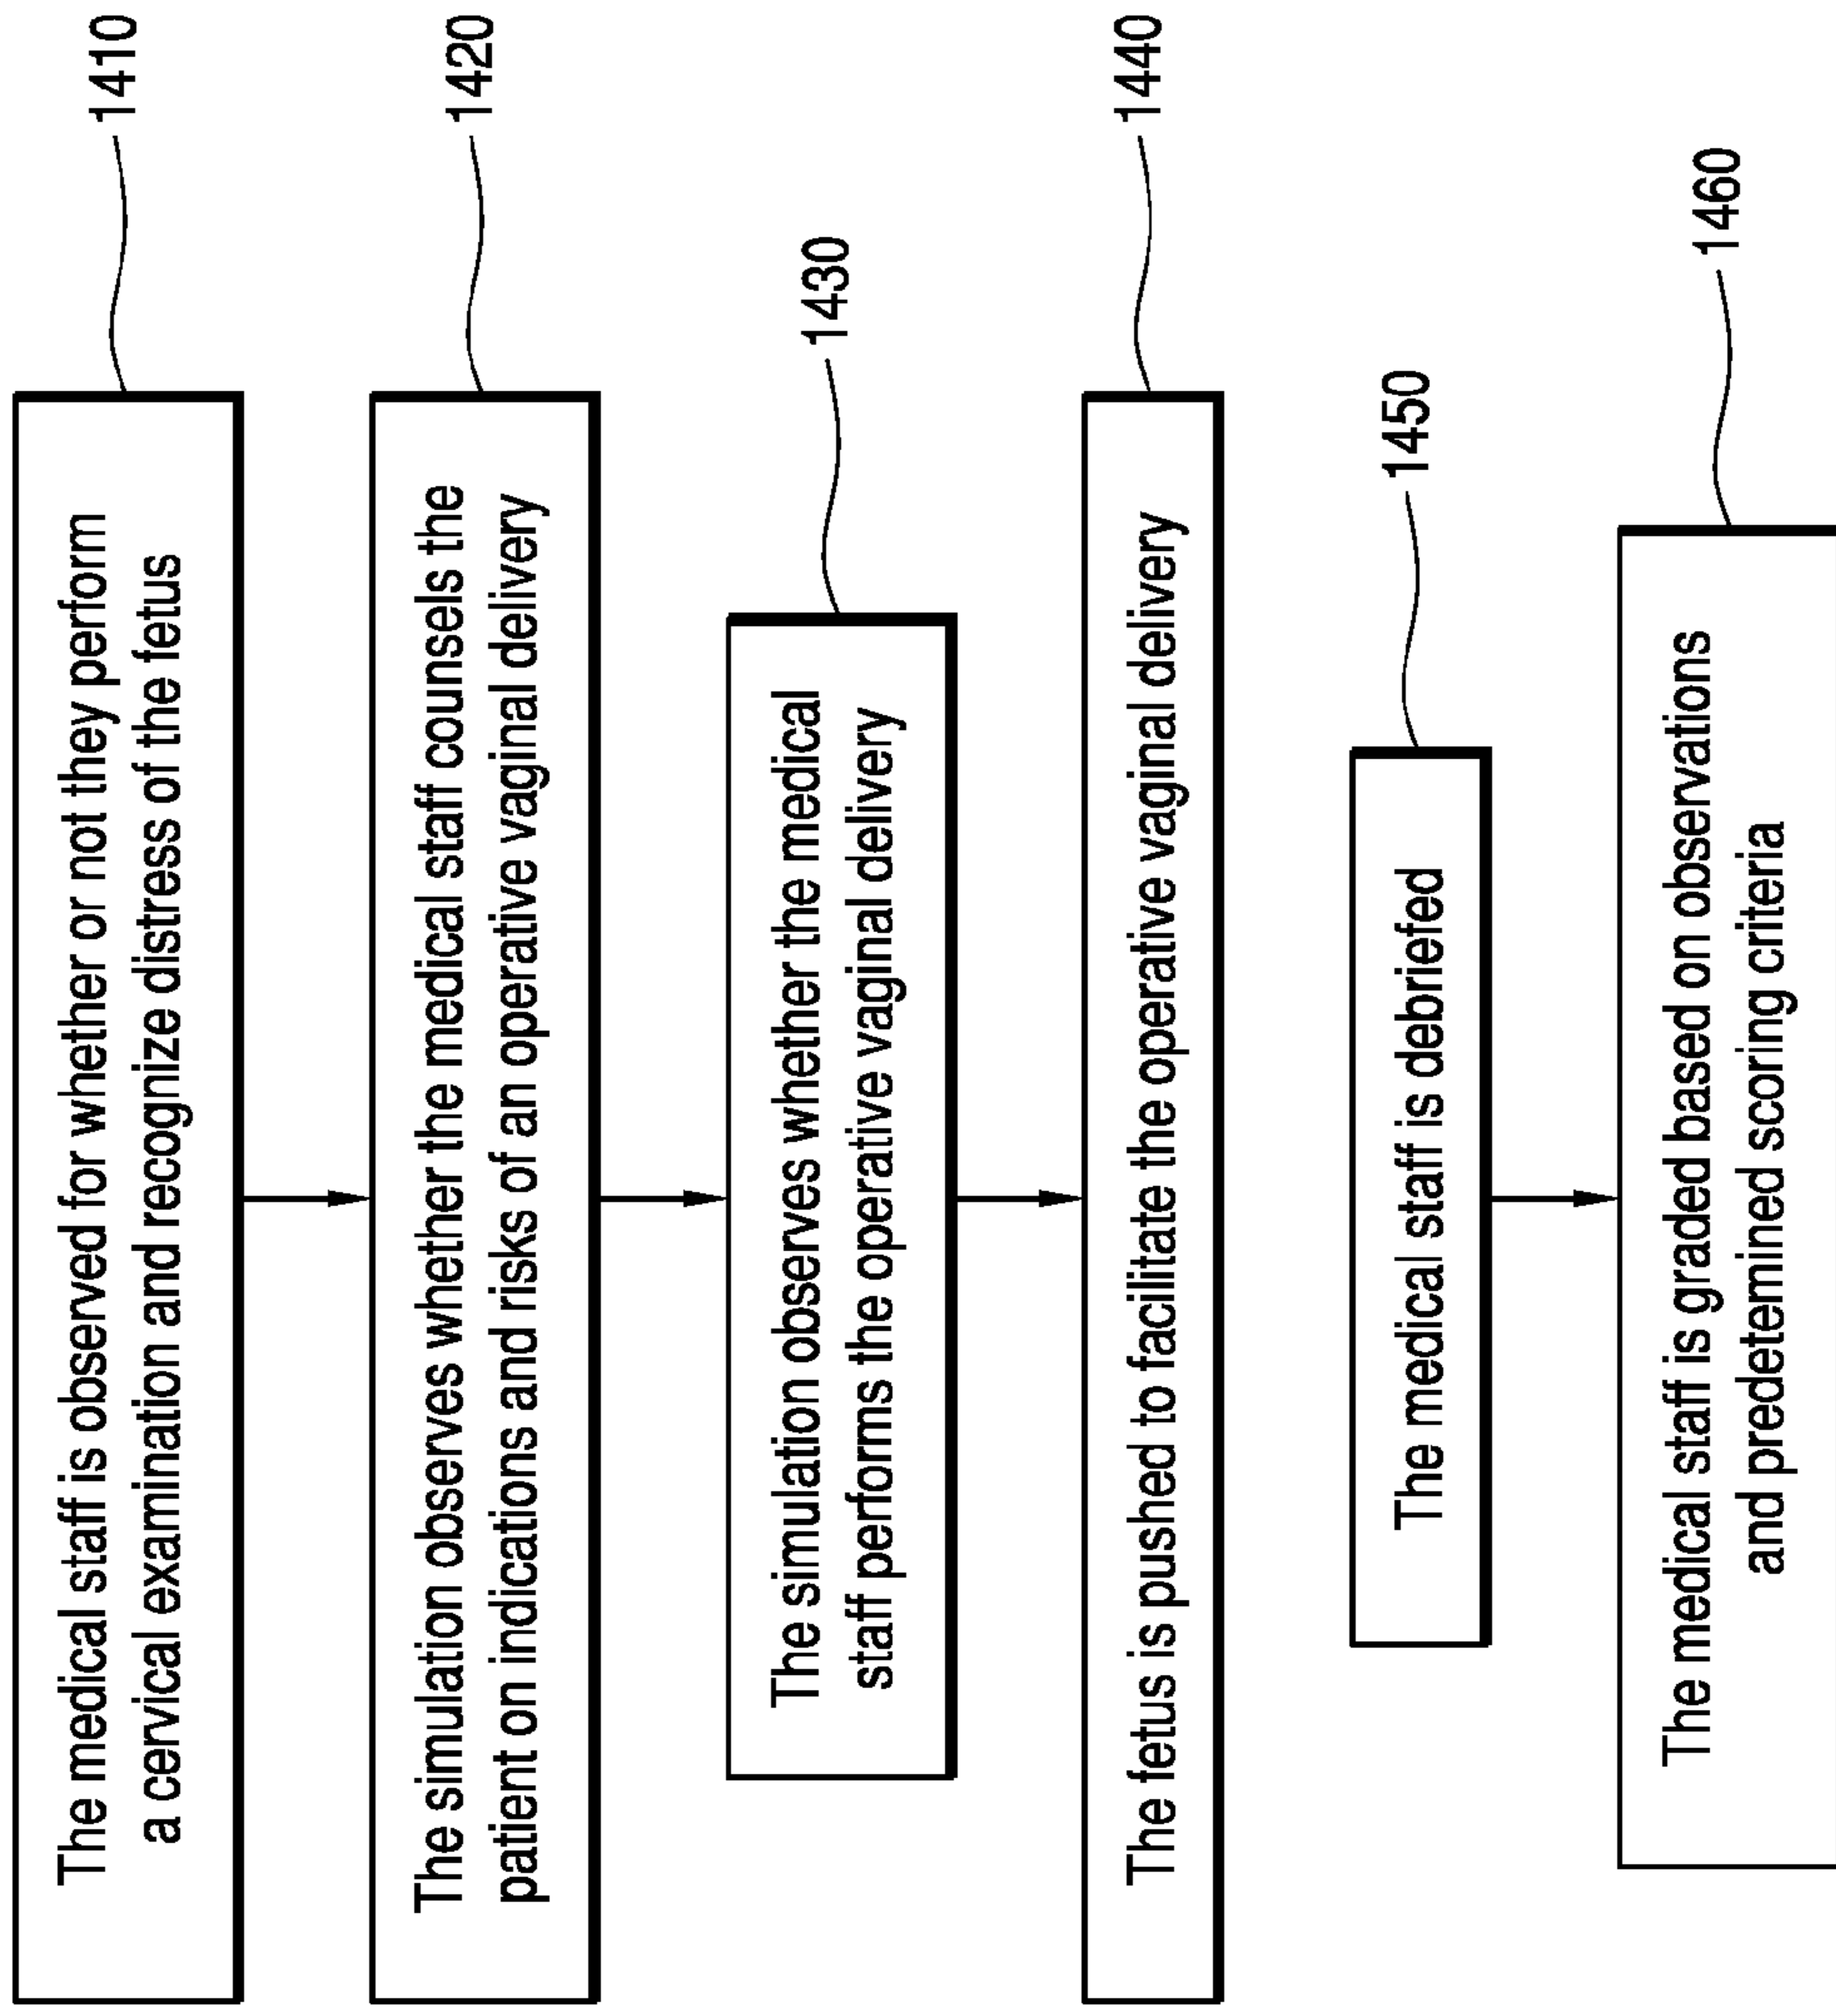 The medical staff is observed for whether or not they perform
a cervical examination and recognize distress of the fetus
1410
The simulation observes whether the medical staff counsels the
patient on indications and risks of an operative vaginal delivery
1420
The simulation observes whether the medical
staff performs the operative vaginal delivery
1430
The fetus is pushed to facilitate the operative vaginal delivery
1440
The medical staff is debriefed
1450
The medical staff is graded based on observations
and predetemined scoring criteria
1460